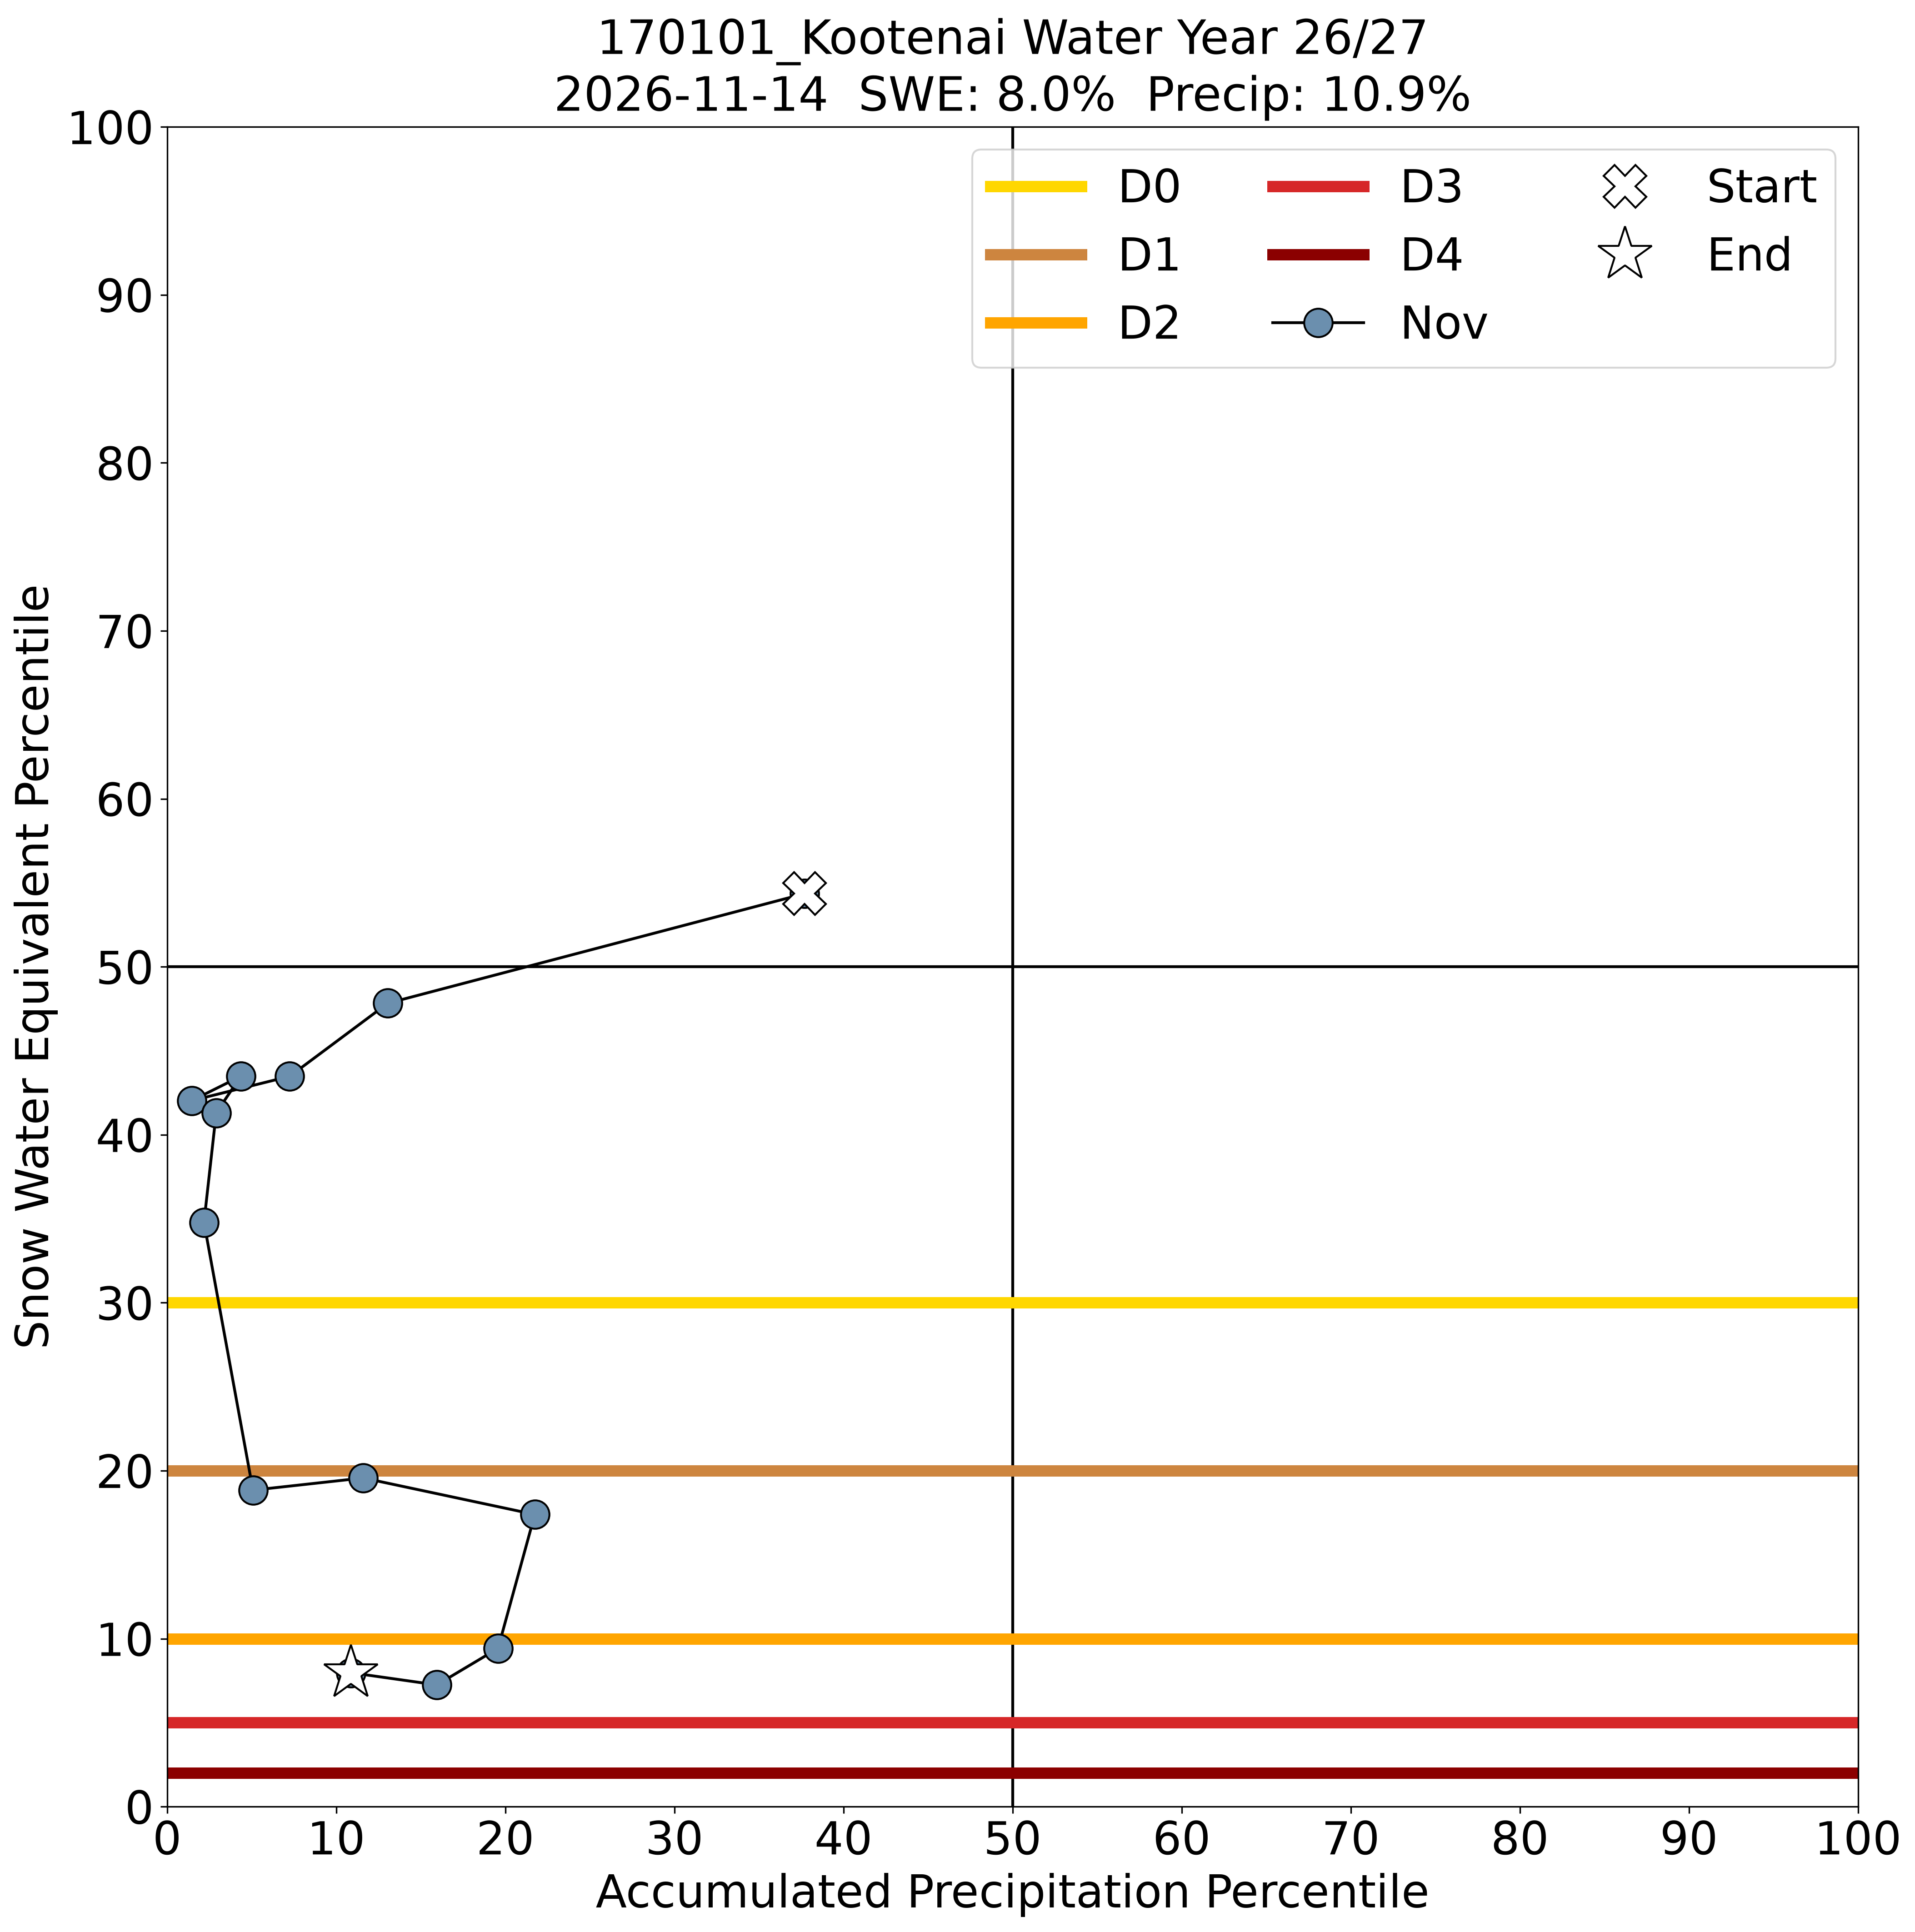 170101_Kootenai Water Year 26/27
2026-11-14  SWE: 8.0%  Precip: 10.9%
D0
D1
D2
D3
D4
Nov
Start
End
Snow Water Equivalent Percentile
100
90
80
70
60
50
40
30
20
10
0
0 10 20 30 40 50 60 70 80 90 100
Accumulated Precipitation Percentile